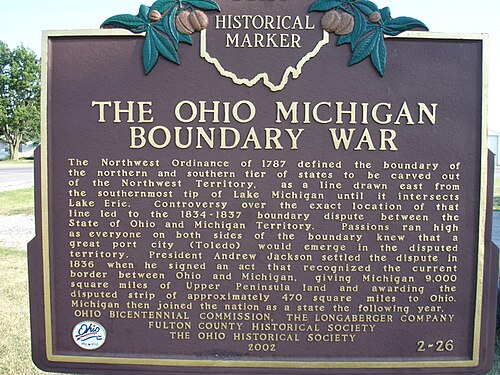 HISTORICAL
MARKER
THE OHIO MICHIGAN
BOUNDARY WAR
The Northwest Ordinance of 1787 defined the boundary of
the northern and southern tier of states to be carved out
of the Northwest Territory, as a line drawn east from
the southernmost tip of Lake Michigan until it intersects
Lake Erie. Controversy over the exact location of that
line led to the 1834-1837 boundary dispute between the
State of Ohio and Michigan Territory. Passions ran high
as everyone on both sides of the boundary knew that a
great port city (Toledo) would emerge in the disputed
territory. President Andrew Jackson settled the dispute in
1836 when he signed an act that recognized the current
border between Ohio and Michigan, giving Michigan 9,000
square miles of Upper Peninsula land and awarding the
disputed strip of approximately 470 square miles to Ohio.
Michigan then joined the nation as a state the following year.
OHIO BICENTENNIAL COMMISSION, THE LONGABERGER COMPANY
FULTON COUNTY HISTORICAL SOCIETY
THE OHIO HISTORICAL SOCIETY
2002
2-26
Ohio